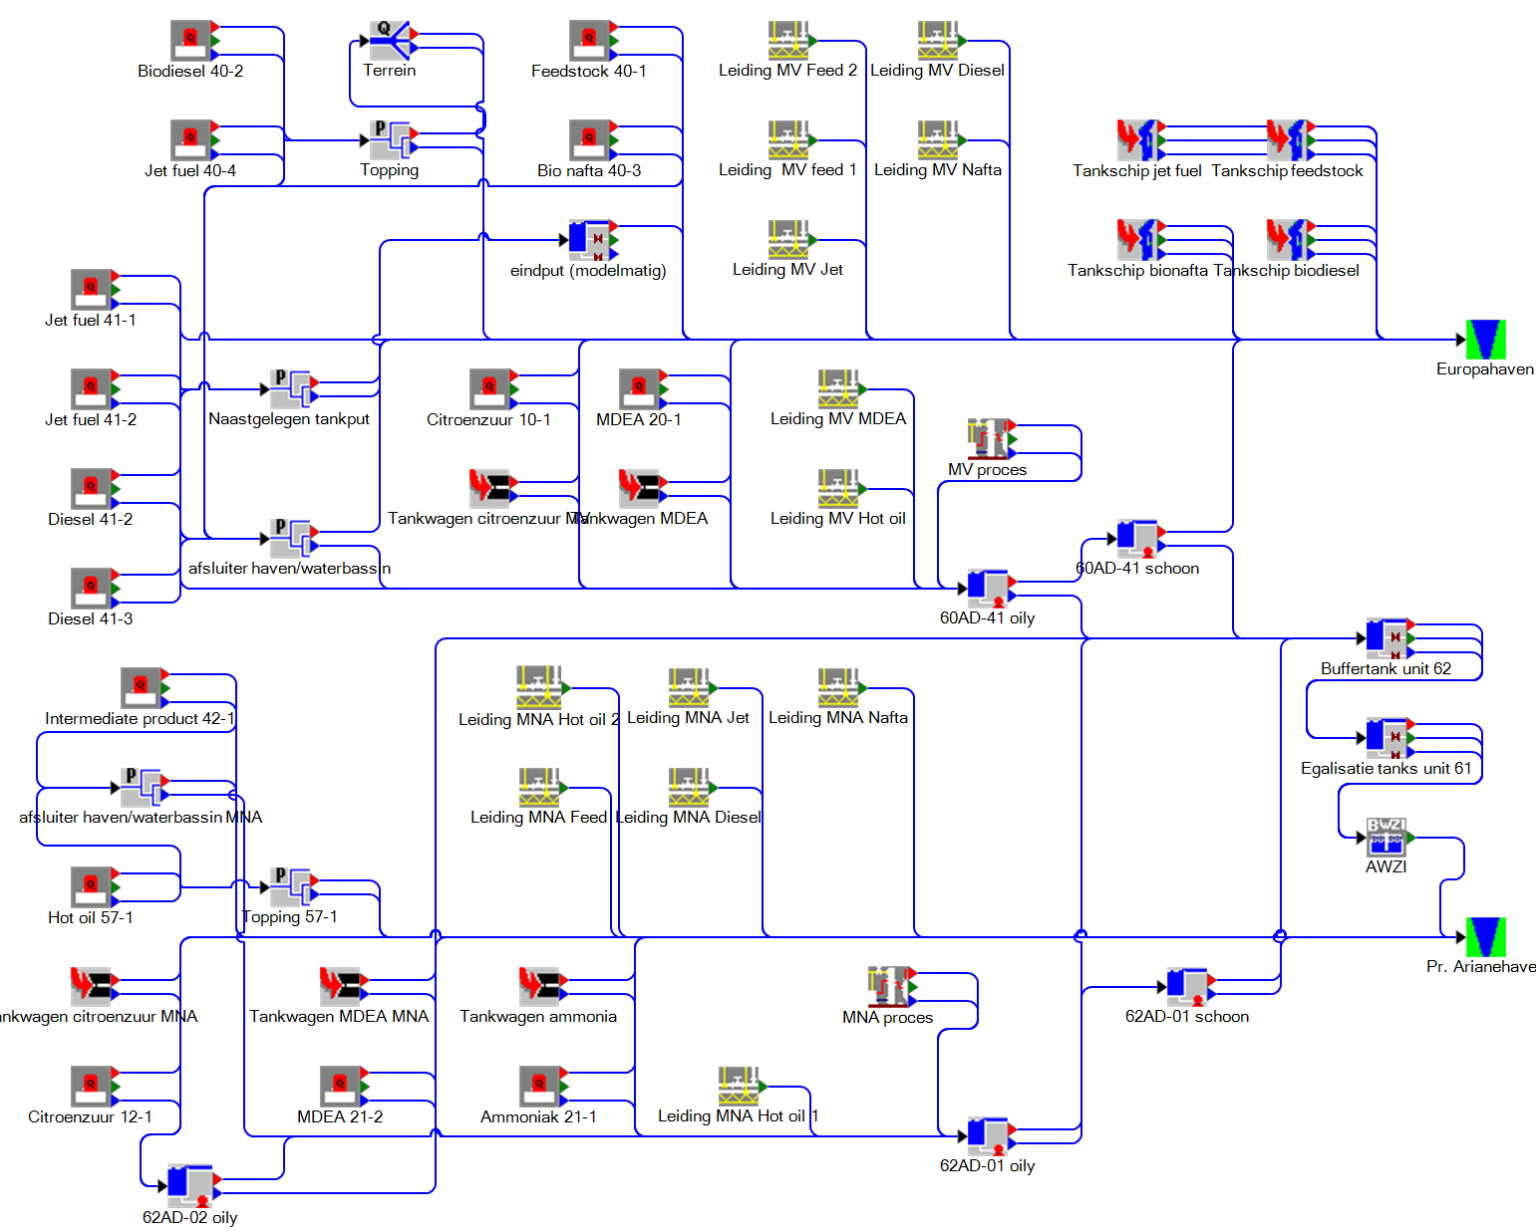 Biodiesel 40-2
Q
Terrein
Feedstock 40-1
Leiding MV Feed 2
Leiding MV Diesel
Jet fuel 40-4
P
Topping
Bio nafta 40-3
Leiding MV feed 1
Leiding MV Nafta
Tankschip jet fuel
Tankschip feedstock
eindput (modelmatig)
Leiding MV Jet
Tankschip bionafta
Tankschip biodiesel
Jet fuel 41-1
Europahaven
Jet fuel 41-2
P
Naastgelegen tankput
Citroenzuur 10-1
MDEA 20-1
Leiding MV MDEA
MV proces
Diesel 41-2
Tankwagen citroenzuur MV
Tankwagen MDEA
Leiding MV Hot oil
P
afsluiter haven/waterbassin
60AD-41 schoon
Diesel 41-3
60AD-41 oily
Buffertank unit 62
Intermediate product 42-1
Leiding MNA Hot oil 2
Leiding MNA Jet
Leiding MNA Nafta
Egalisatie tanks unit 61
P
afsluiter haven/waterbassin MNA
Leiding MNA Feed
Leiding MNA Diesel
BWZI
AWZI
Hot oil 57-1
P
Topping 57-1
Pr. Arianehave
ankwagen citroenzuur MNA
Tankwagen MDEA MNA
Tankwagen ammonia
MNA proces
62AD-01 schoon
Citroenzuur 12-1
MDEA 21-2
Ammoniak 21-1
Leiding MNA Hot oil 1
62AD-01 oily
62AD-02 oily